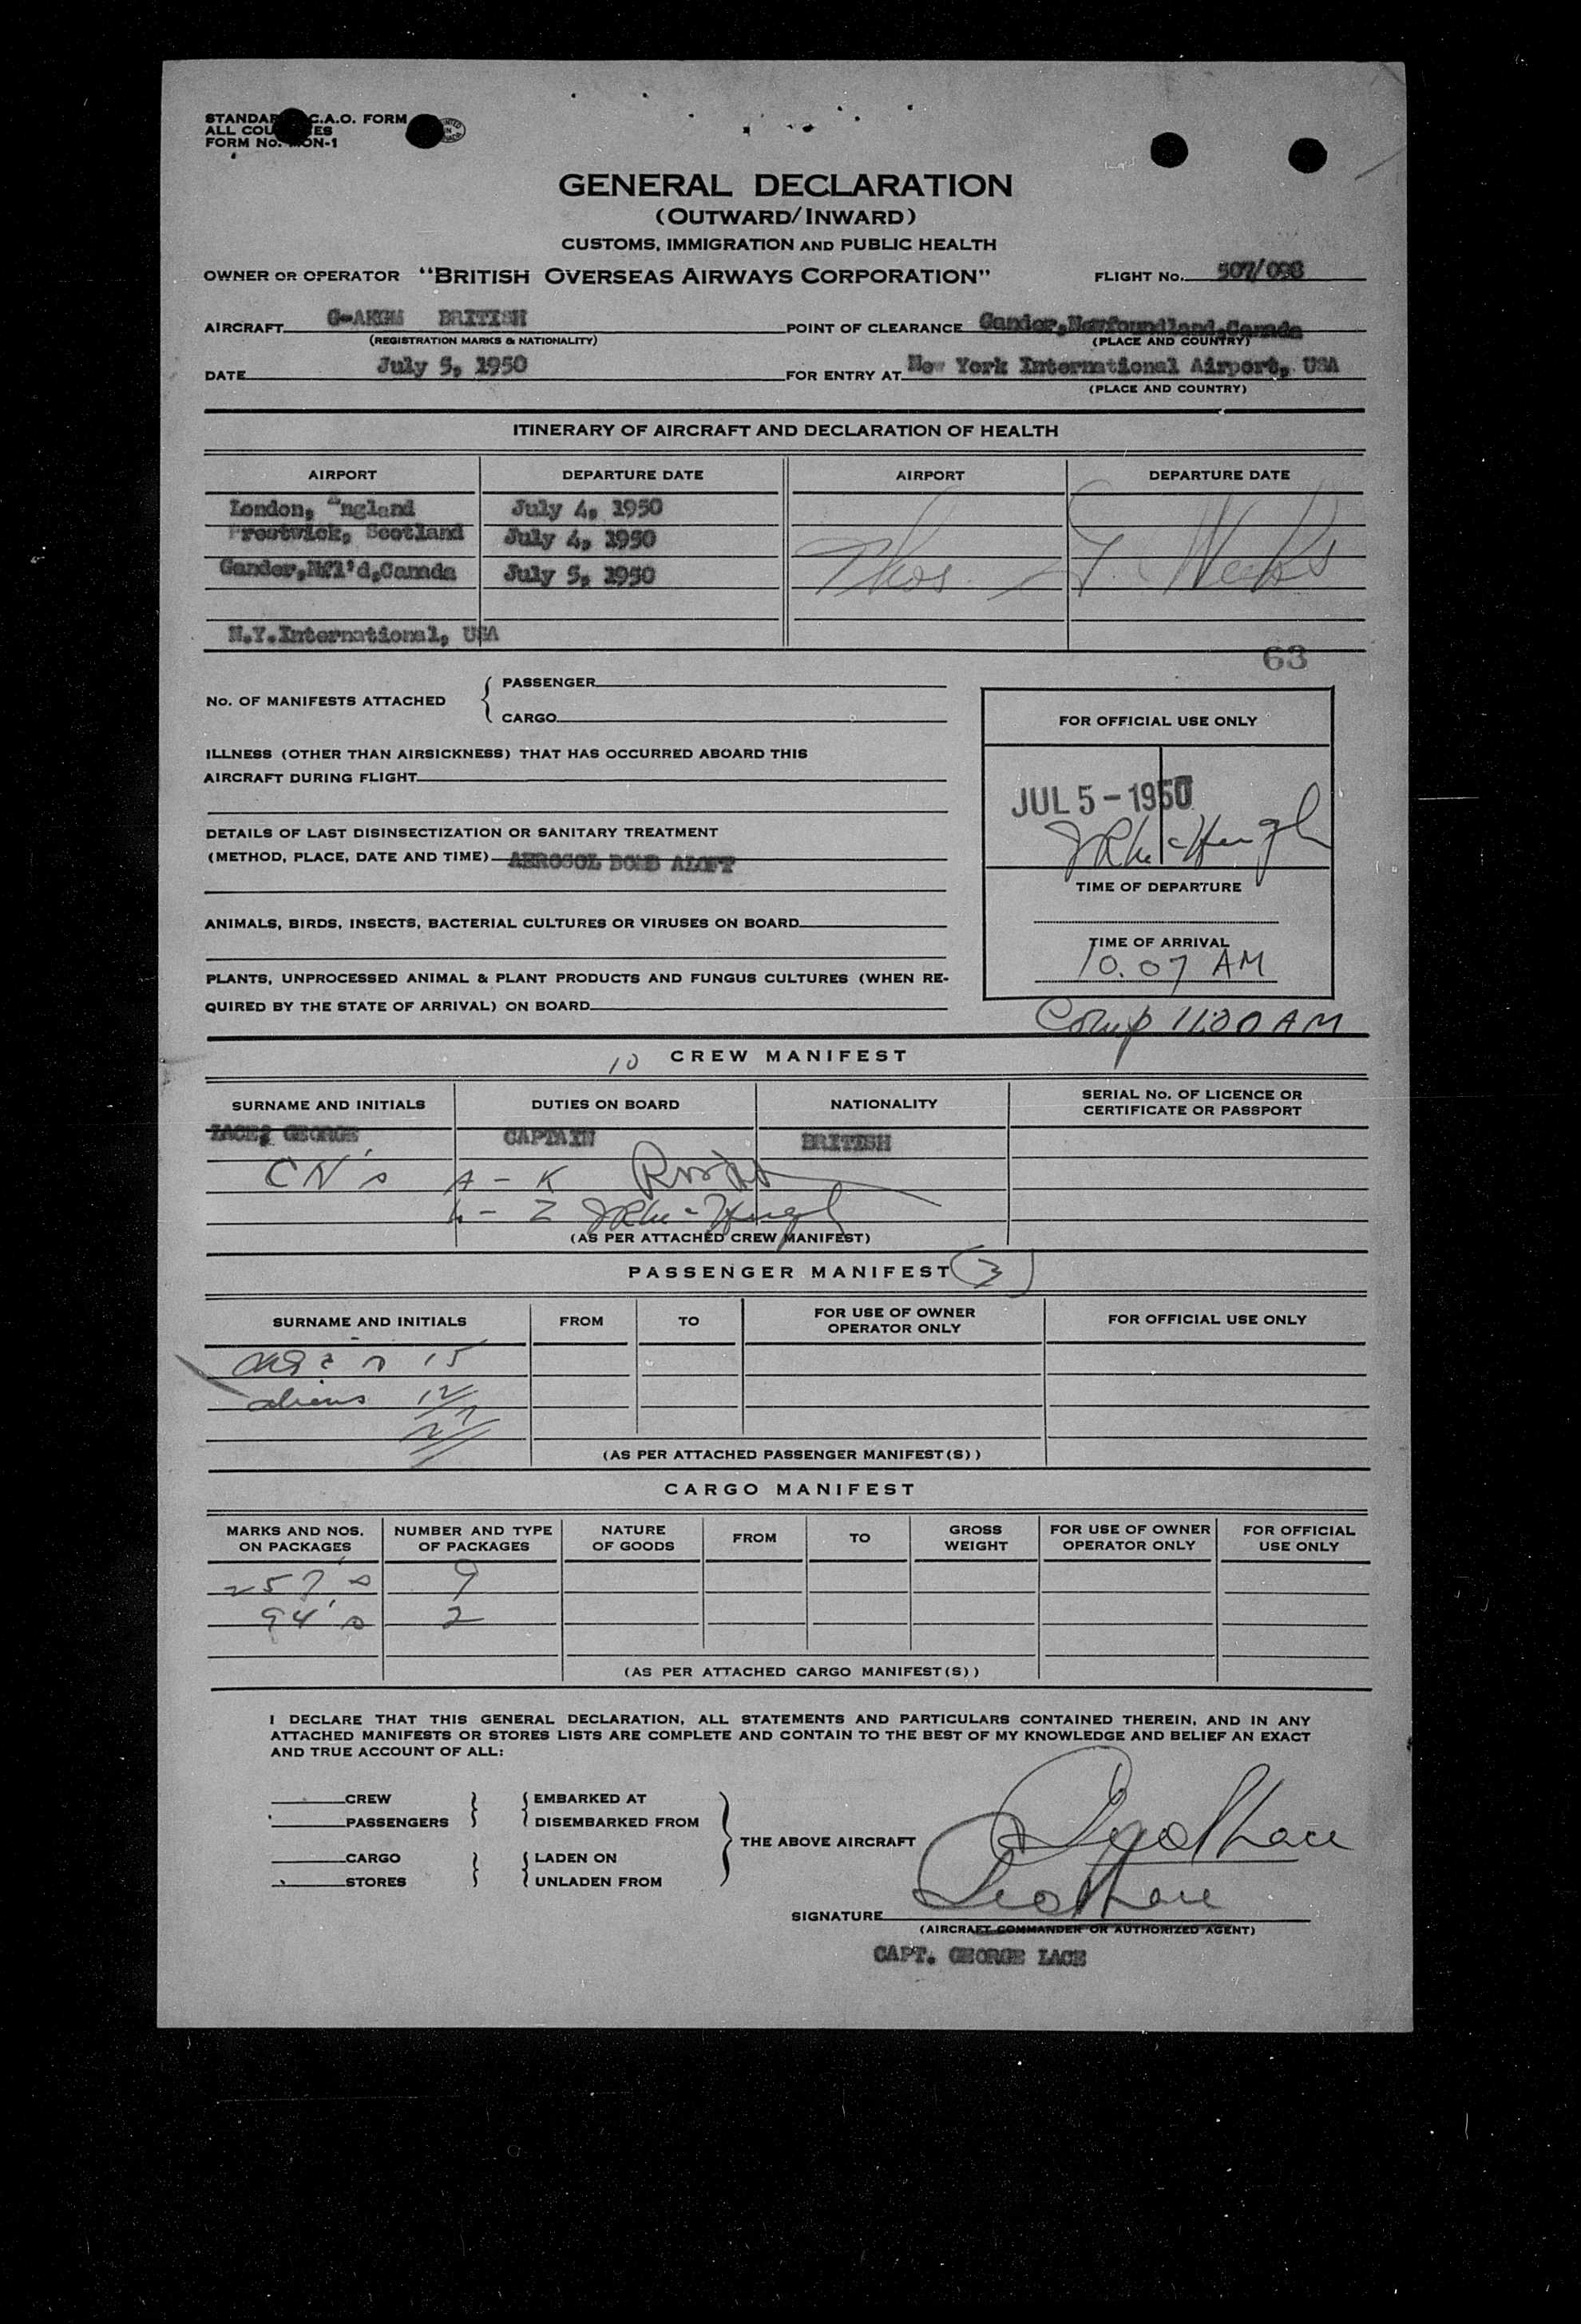 STANDAR C.A.O. FORM
ALL COU ES
FORM No. ON-1
GENERAL DECLARATION
(OUTWARD/INWARD)
CUSTOMS, IMMIGRATION AND PUBLIC HEALTH
OWNER OR OPERATOR "BRITISH OVERSEAS AIRWAYS CORPORATION" FLIGHT No. 507/098
AIRCRAFT BRITISH POINT OF CLEARANCE Gander,Newfoundland,Canada
(REGISTRATION MARKS & NATIONALITY) (PLACE AND COUNTRY)
DATE July 5, 1950 FOR ENTRY AT New York International Airport, USA
(PLACE AND COUNTRY)
ITINERARY OF AIRCRAFT AND DECLARATION OF HEALTH
AIRPORT DEPARTURE DATE AIRPORT DEPARTURE DATE
London, England July 4, 1950
Prestwick, Scotland July 4, 1950
Gander,Nfl'd,Canada July 5, 1950 Thos. J. Weeks
N.Y.International, USA
63
No. OF MANIFESTS ATTACHED { PASSENGER
CARGO
FOR OFFICIAL USE ONLY
ILLNESS (OTHER THAN AIRSICKNESS) THAT HAS OCCURRED ABOARD THIS
AIRCRAFT DURING FLIGHT
JUL 5 - 1950
JR McHugh
DETAILS OF LAST DISINSECTIZATION OR SANITARY TREATMENT
(METHOD, PLACE, DATE AND TIME) AEROSOL BOMB ALOFT
TIME OF DEPARTURE
ANIMALS, BIRDS, INSECTS, BACTERIAL CULTURES OR VIRUSES ON BOARD
TIME OF ARRIVAL
10.07 AM
PLANTS, UNPROCESSED ANIMAL & PLANT PRODUCTS AND FUNGUS CULTURES (WHEN RE-
QUIRED BY THE STATE OF ARRIVAL) ON BOARD
Comp 11:00 AM
10 CREW MANIFEST
SURNAME AND INITIALS DUTIES ON BOARD NATIONALITY SERIAL No. OF LICENCE OR
CERTIFICATE OR PASSPORT
LACE, GEORGE CAPTAIN BRITISH
CN's A - K
L - Z JR McHugh
(AS PER ATTACHED CREW MANIFEST)
PASSENGER MANIFEST (3)
SURNAME AND INITIALS FROM TO FOR USE OF OWNER
OPERATOR ONLY FOR OFFICIAL USE ONLY
15
aliens 12
(AS PER ATTACHED PASSENGER MANIFEST(S))
CARGO MANIFEST
MARKS AND NOS.
ON PACKAGES NUMBER AND TYPE
OF PACKAGES NATURE
OF GOODS FROM TO GROSS
WEIGHT FOR USE OF OWNER
OPERATOR ONLY FOR OFFICIAL
USE ONLY
257's 9
94's 2
(AS PER ATTACHED CARGO MANIFEST(S))
I DECLARE THAT THIS GENERAL DECLARATION, ALL STATEMENTS AND PARTICULARS CONTAINED THEREIN, AND IN ANY
ATTACHED MANIFESTS OR STORES LISTS ARE COMPLETE AND CONTAIN TO THE BEST OF MY KNOWLEDGE AND BELIEF AN EXACT
AND TRUE ACCOUNT OF ALL:
CREW EMBARKED AT
PASSENGERS DISEMBARKED FROM
THE ABOVE AIRCRAFT
CARGO LADEN ON
STORES UNLADEN FROM
SIGNATURE
(AIRCRAFT COMMANDER OR AUTHORIZED AGENT)
CAPT. GEORGE LACE